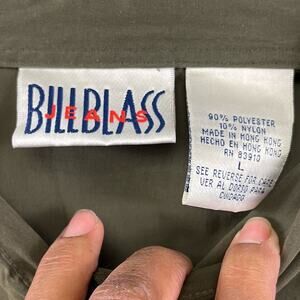 BILLBLASS
JEANS
90% POLYESTER
10% NYLON
MADE IN HONG KONG
HECHO EN HONG KONG
RN 83910
L
SEE REVERSE FOR CARE
VER AL DORSO PARA
CUIDADO